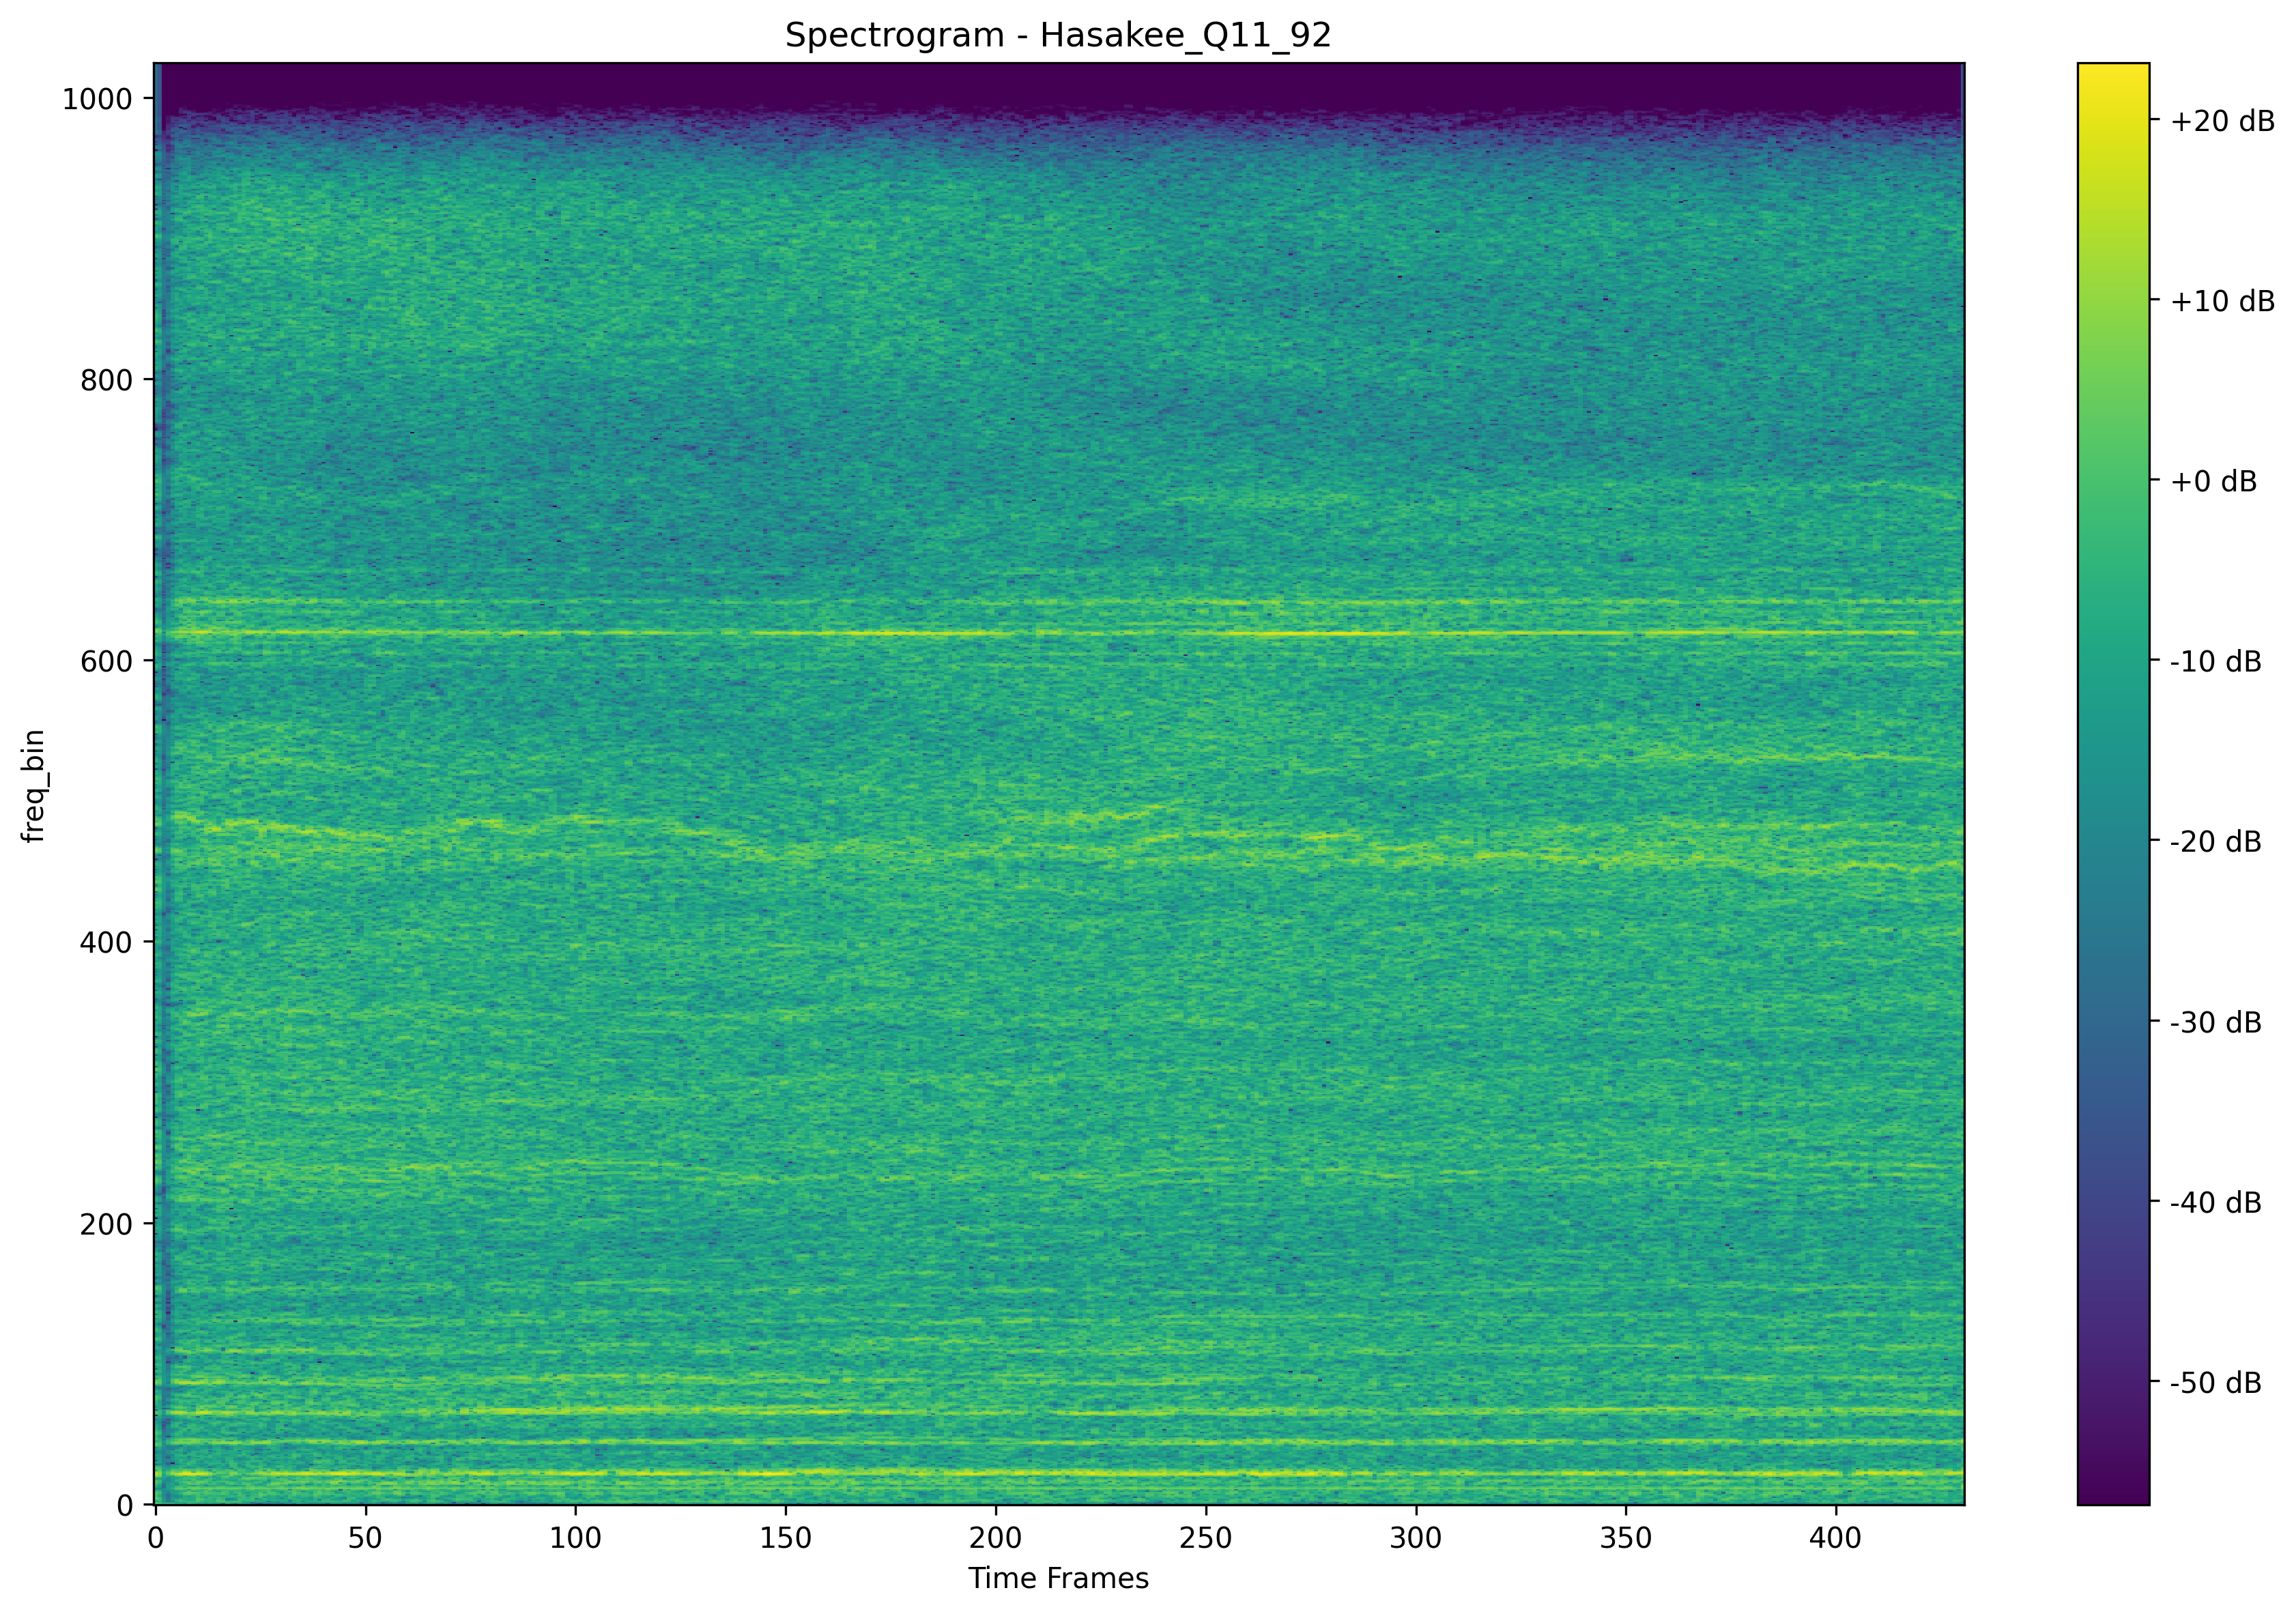 Spectrogram - Hasakee_Q11_92
1000
800
600
400
200
0
freq_bin
0 50 100 150 200 250 300 350 400
Time Frames
+20 dB
+10 dB
+0 dB
-10 dB
-20 dB
-30 dB
-40 dB
-50 dB